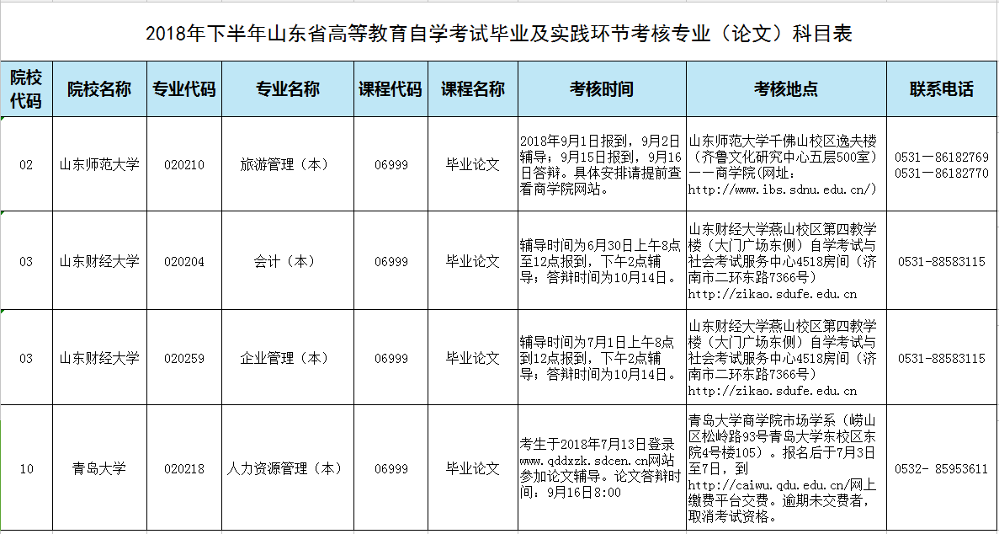 2018年下半年山东省高等教育自学考试毕业及实践环节考核专业（论文）科目表
院校
代码
院校名称
专业代码
专业名称
课程代码
课程名称
考核时间
考核地点
联系电话
02
山东师范大学
020210
旅游管理（本）
06999
毕业论文
2018年9月1日报到，9月2日
辅导；9月15日报到，9月16
日答辩。具体安排请提前查
看商学院网站。
山东师范大学千佛山校区逸夫楼
（齐鲁文化研究中心五层500室）
——商学院(网址：
http://www.ibs.sdnu.edu.cn/)
0531—86182769
0531—86182770
03
山东财经大学
020204
会计（本）
06999
毕业论文
辅导时间为6月30日上午8点
至12点报到，下午2点辅
导；答辩时间为10月14日。
山东财经大学燕山校区第四教学
楼（大门广场东侧）自学考试与
社会考试服务中心4518房间（济
南市二环东路7366号）
http://zikao.sdufe.edu.cn
0531-88583115
03
山东财经大学
020259
企业管理（本）
06999
毕业论文
辅导时间为7月1日上午8点
到12点报到，下午2点辅
导；答辩时间为10月14日。
山东财经大学燕山校区第四教学
楼（大门广场东侧）自学考试与
社会考试服务中心4518房间（济
南市二环东路7366号）
http://zikao.sdufe.edu.cn
0531-88583115
10
青岛大学
020218
人力资源管理（本）
06999
毕业论文
考生于2018年7月13日登录
www.qddxzk.sdcen.cn网站
参加论文辅导。论文答辩时
间：9月16日8:00
青岛大学商学院市场学系（崂山
区松岭路93号青岛大学东校区东
院4号楼105）。报名后于7月3日
至7日，到
http://caiwu.qdu.edu.cn/网上
缴费平台交费。逾期未交费者，
取消考试资格。
0532- 85953611